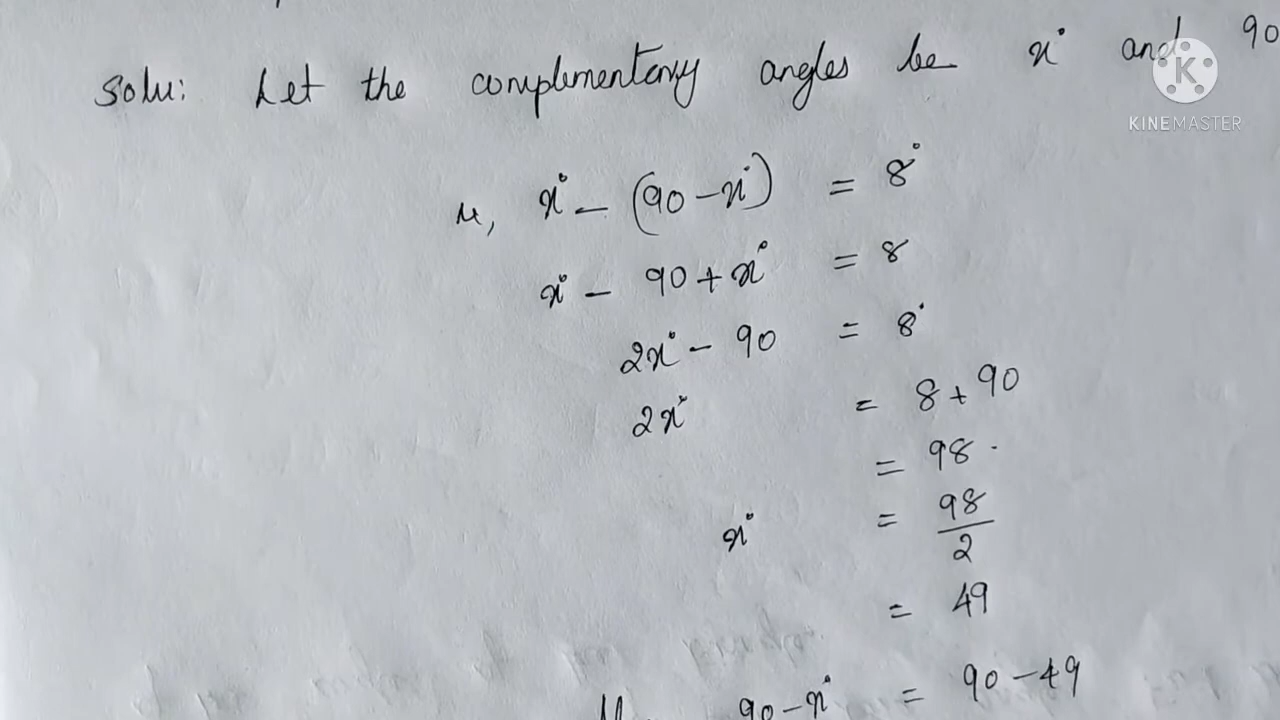 Solu: Let the complementary angles be x° and 90
KINEMASTER
x° - (90 - x°) = 8°
x° - 90 + x° = 8
2x° - 90 = 8°
2x° = 8 + 90
= 98.
x° = 98/2
= 49
90 - x° = 90 - 49